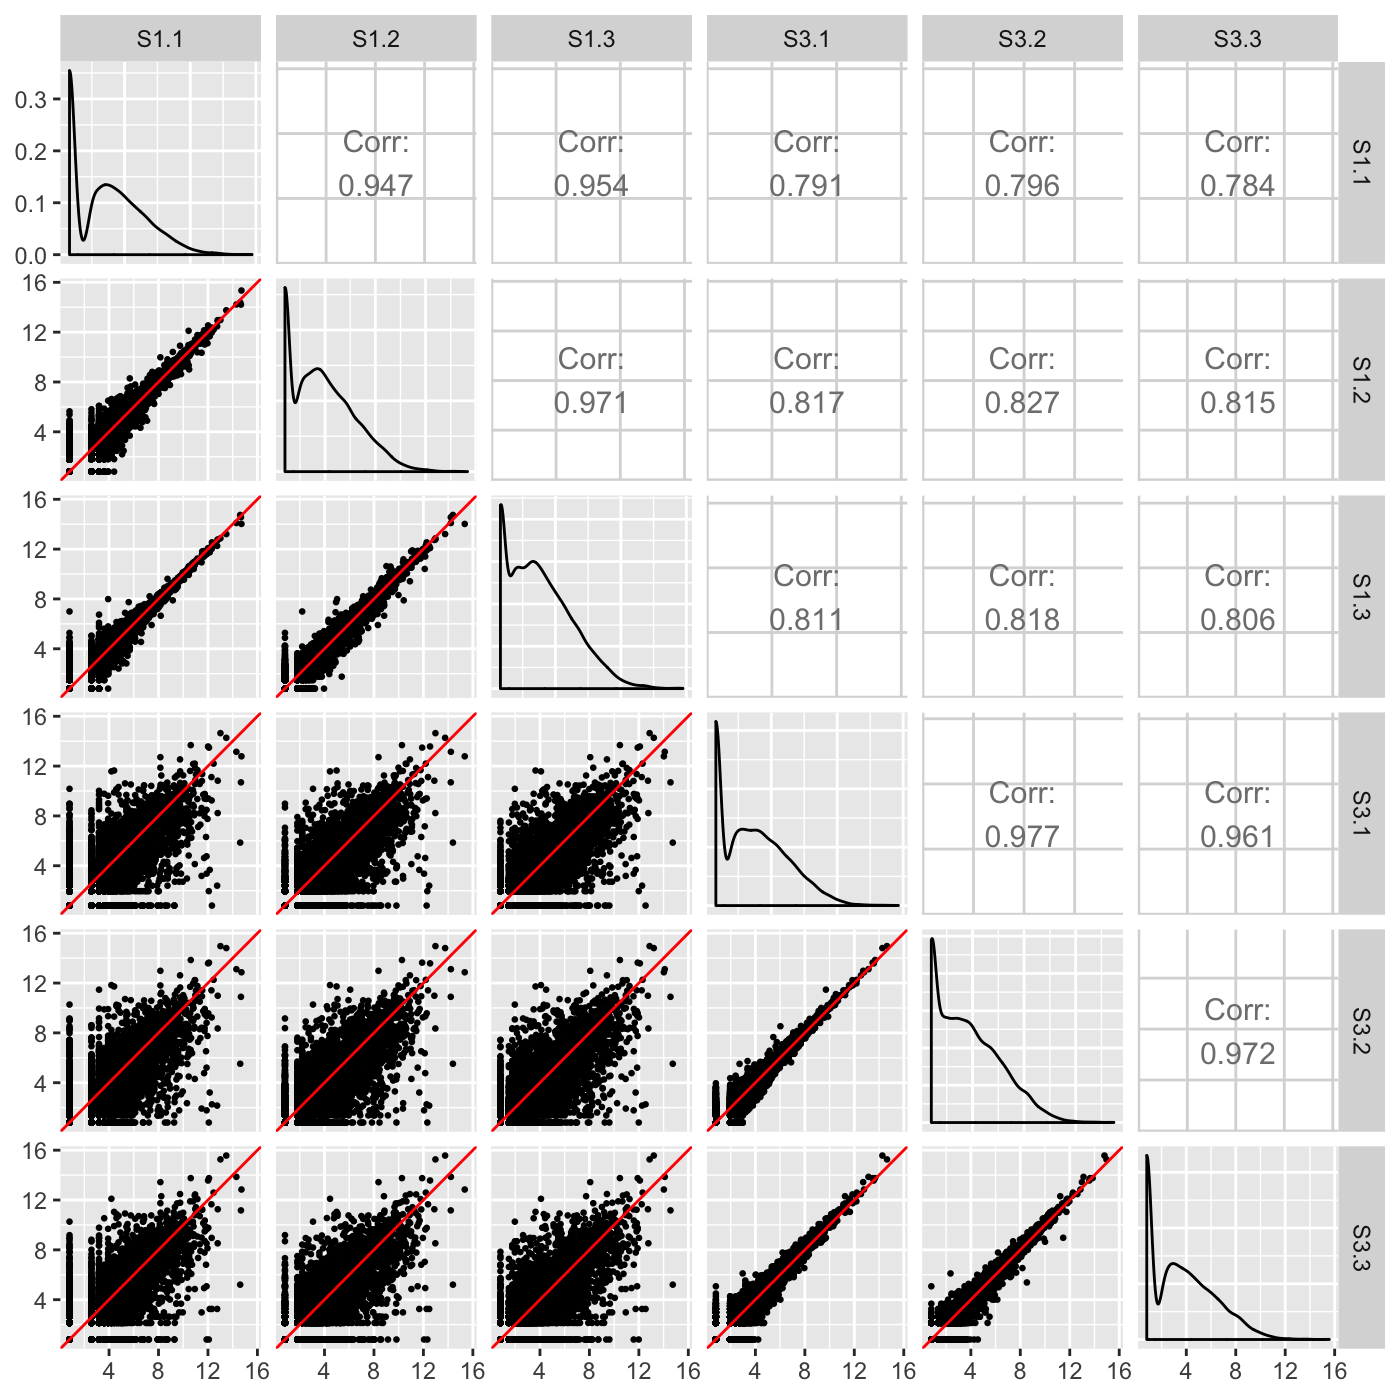 S1.1 S1.2 S1.3 S3.1 S3.2 S3.3
0.3
0.2
0.1
0.0
Corr:
0.947
Corr:
0.954
Corr:
0.791
Corr:
0.796
Corr:
0.784
S1.1
16
12
8
4
Corr:
0.971
Corr:
0.817
Corr:
0.827
Corr:
0.815
S1.2
16
12
8
4
Corr:
0.811
Corr:
0.818
Corr:
0.806
S1.3
16
12
8
4
Corr:
0.977
Corr:
0.961
S3.1
16
12
8
4
Corr:
0.972
S3.2
16
12
8
4
S3.3
4 8 12 16 4 8 12 16 4 8 12 16 4 8 12 16 4 8 12 16 4 8 12 16